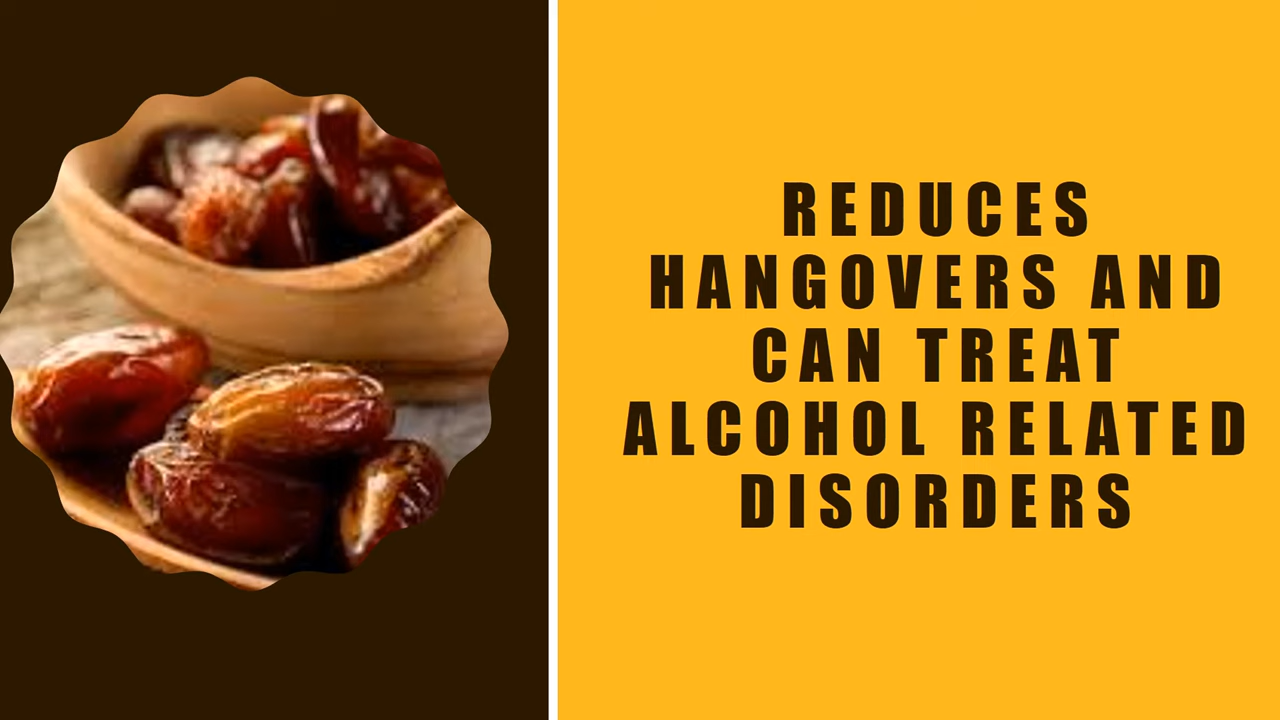 REDUCES
HANGOVERS AND
CAN TREAT
ALCOHOL RELATED
DISORDERS